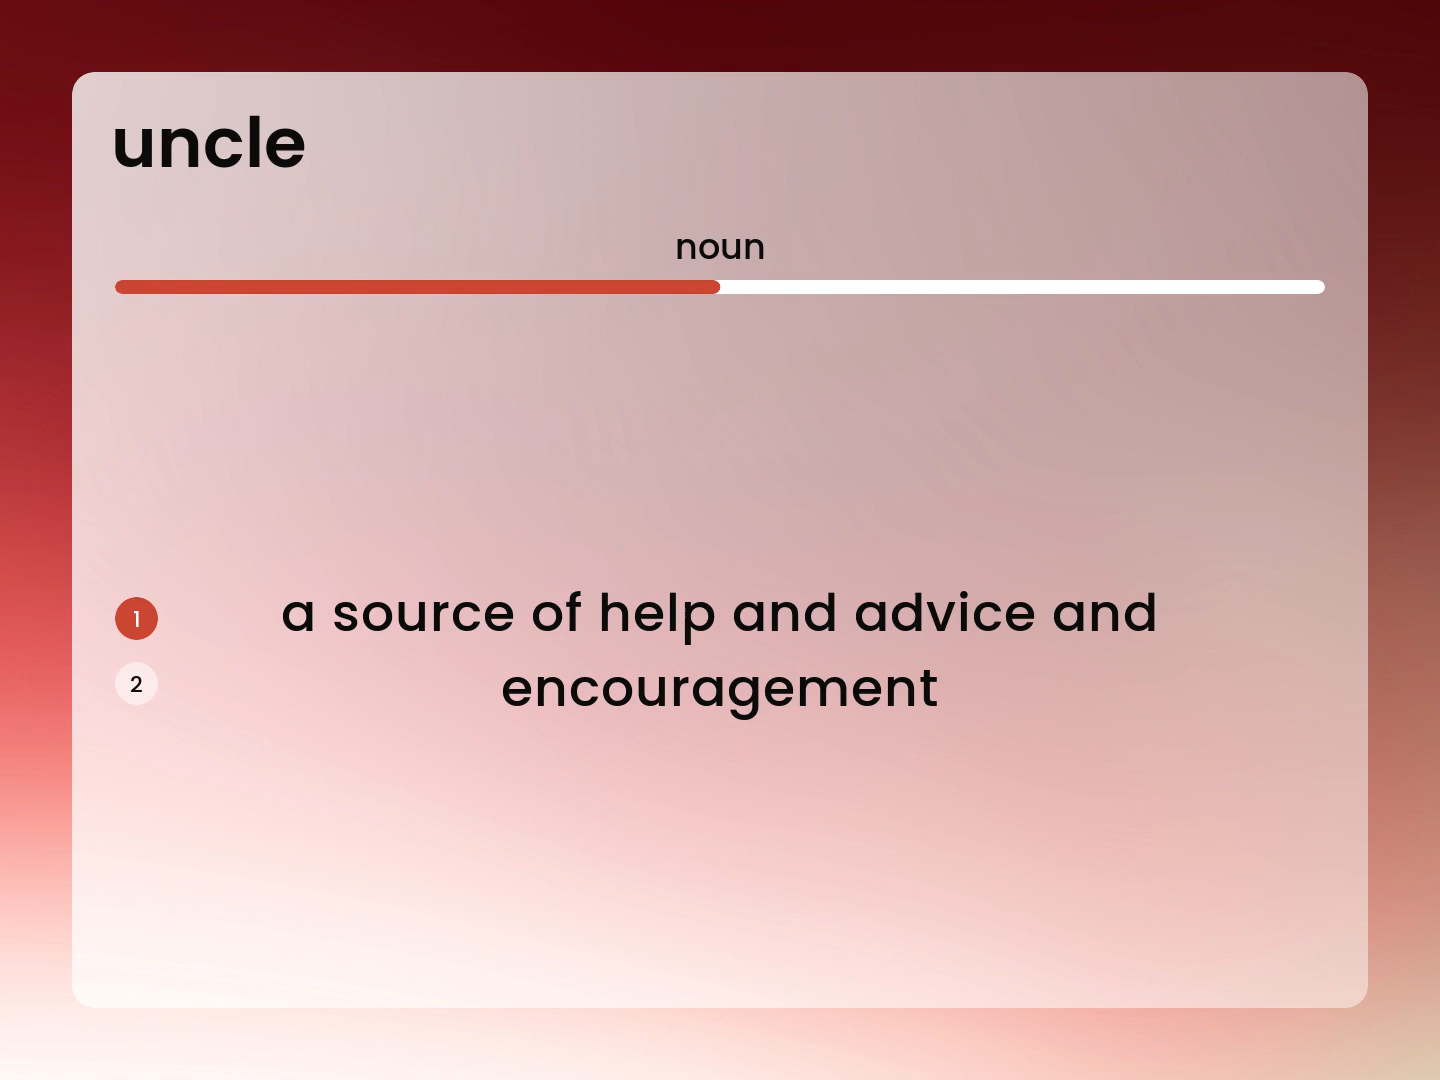 uncle
noun
1
a source of help and advice and
2
encouragement